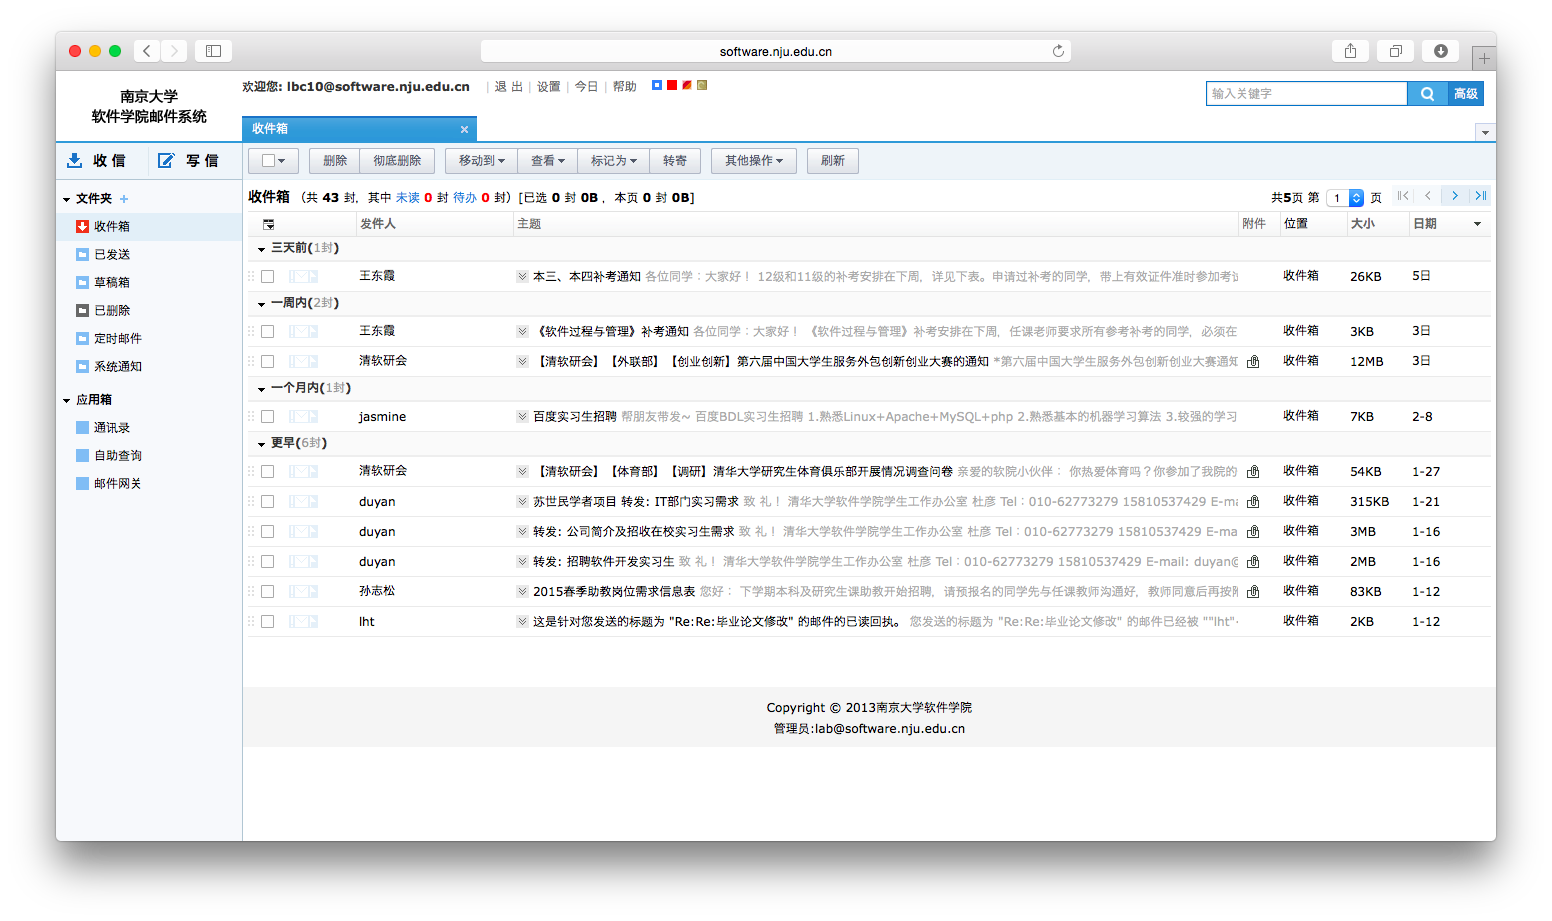 software.nju.edu.cn
南京大学
软件学院邮件系统
欢迎您: lbc10@software.nju.edu.cn | 退 出 | 设置 | 今日 | 帮助
输入关键字 高级
收件箱
收 信 写 信
删除 彻底删除 移动到 查看 标记为 转寄 其他操作 刷新
文件夹
收件箱
已发送
草稿箱
已删除
定时邮件
系统通知
应用箱
通讯录
自助查询
邮件网关
收件箱 （共 43 封，其中 未读 0 封 待办 0 封）[已选 0 封 0B ，本页 0 封 0B]
共5页 第 1 页
发件人 主题 附件 位置 大小 日期
三天前(1封)
王东霞 本三、本四补考通知 各位同学：大家好！ 12级和11级的补考安排在下周，详见下表。申请过补考的同学，带上有效证件准时参加考试 收件箱 26KB 5日
一周内(2封)
王东霞 《软件过程与管理》补考通知 各位同学：大家好！ 《软件过程与管理》补考安排在下周，任课老师要求所有参考补考的同学，必须在 收件箱 3KB 3日
清软研会 【清软研会】【外联部】【创业创新】第六届中国大学生服务外包创新创业大赛的通知 *第六届中国大学生服务外包创新创业大赛通知 收件箱 12MB 3日
一个月内(1封)
jasmine 百度实习生招聘 帮朋友带发~ 百度BDL实习生招聘 1.熟悉Linux+Apache+MySQL+php 2.熟悉基本的机器学习算法 3.较强的学习 收件箱 7KB 2-8
更早(6封)
清软研会 【清软研会】【体育部】【调研】清华大学研究生体育俱乐部开展情况调查问卷 亲爱的软院小伙伴： 你热爱体育吗？你参加了我院的 收件箱 54KB 1-27
duyan 苏世民学者项目 转发: IT部门实习需求 致 礼！ 清华大学软件学院学生工作办公室 杜彦 Tel：010-62773279 15810537429 E-ma 收件箱 315KB 1-21
duyan 转发: 公司简介及招收在校实习生需求 致 礼！ 清华大学软件学院学生工作办公室 杜彦 Tel：010-62773279 15810537429 E-ma 收件箱 3MB 1-16
duyan 转发: 招聘软件开发实习生 致 礼！ 清华大学软件学院学生工作办公室 杜彦 Tel：010-62773279 15810537429 E-mail: duyan@ 收件箱 2MB 1-16
孙志松 2015春季助教岗位需求信息表 您好： 下学期本科及研究生课助教开始招聘，请预报名的同学先与任课教师沟通好，教师同意后再按附 收件箱 83KB 1-12
lht 这是针对您发送的标题为 "Re:Re:毕业论文修改" 的邮件的已读回执。 您发送的标题为 "Re:Re:毕业论文修改" 的邮件已经被 ""lht"‹ 收件箱 2KB 1-12
Copyright © 2013南京大学软件学院
管理员:lab@software.nju.edu.cn